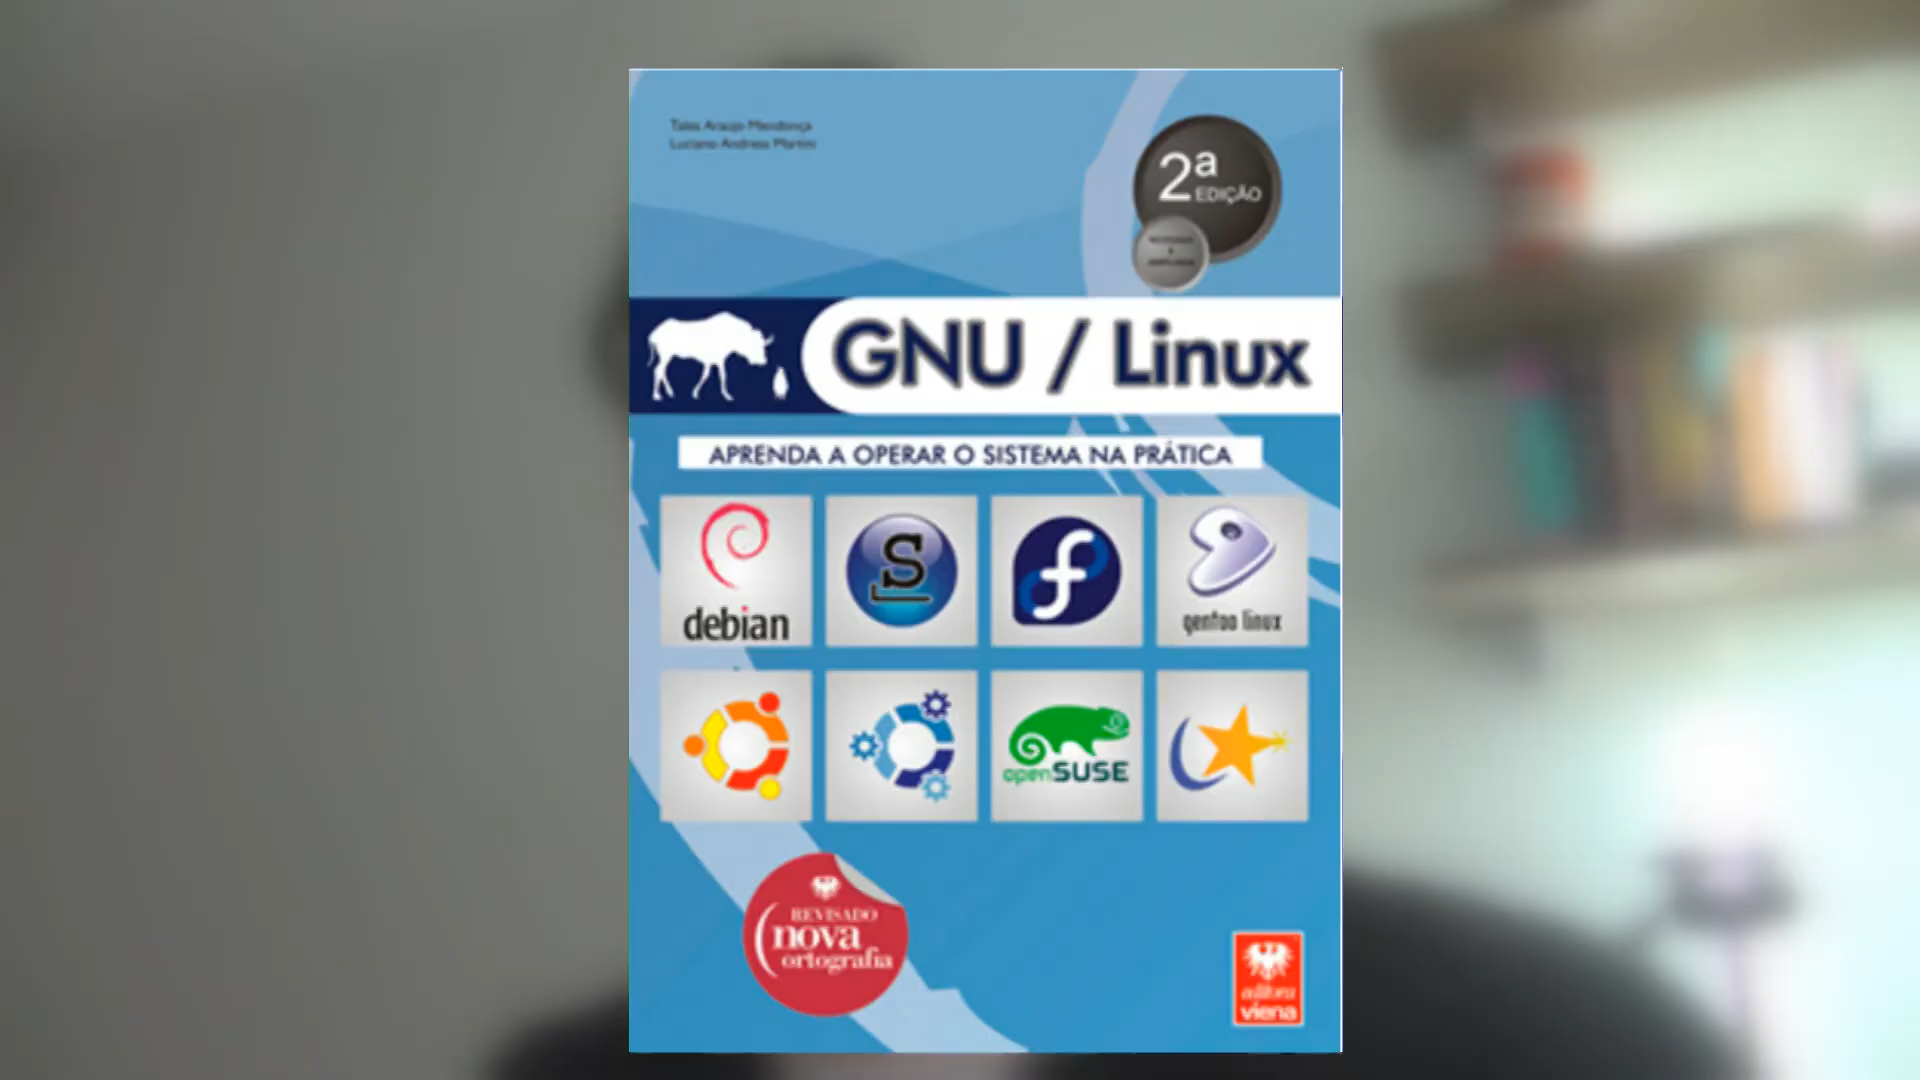 Tales Araújo Mendonça
Luciano Andress Martini
2ª
EDIÇÃO
GNU / Linux
APRENDA A OPERAR O SISTEMA NA PRÁTICA
debian
S
gentoo linux
openSUSE
REVISADO
nova
ortografia
editora
viena